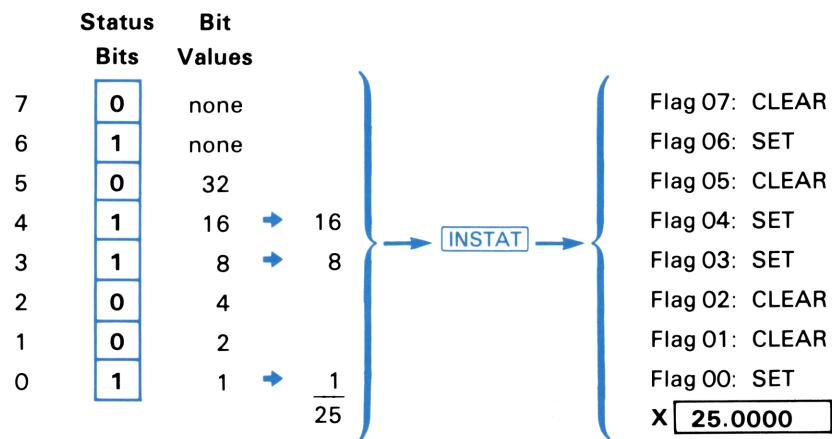 Status Bit
Bits Values
7 0 none Flag 07: CLEAR
6 1 none Flag 06: SET
5 0 32 Flag 05: CLEAR
4 1 16 → 16 Flag 04: SET
INSTAT
3 1 8 → 8 Flag 03: SET
2 0 4 Flag 02: CLEAR
1 0 2 Flag 01: CLEAR
0 1 1 → 1 Flag 00: SET
25 X 25.0000